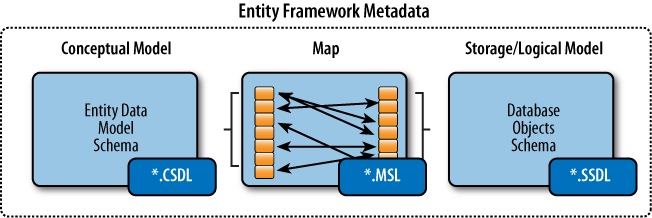 Entity Framework Metadata
Conceptual Model
Map
Storage/Logical Model
Entity Data
Model
Schema
*.CSDL
*.MSL
Database
Objects
Schema
*.SSDL